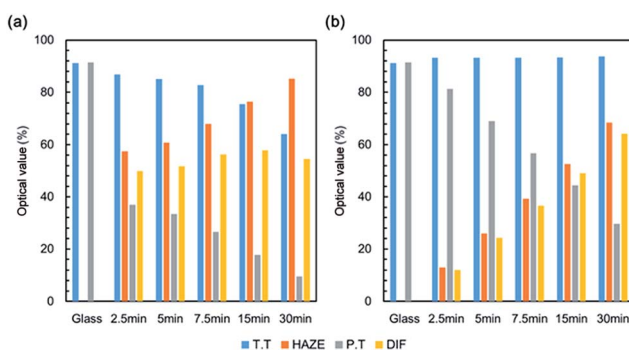 (a)
Optical value (%)
100
80
60
40
20
0
Glass 2.5min 5min 7.5min 15min 30min
(b)
Optical value (%)
100
80
60
40
20
0
Glass 2.5min 5min 7.5min 15min 30min
T.T HAZE P.T DIF